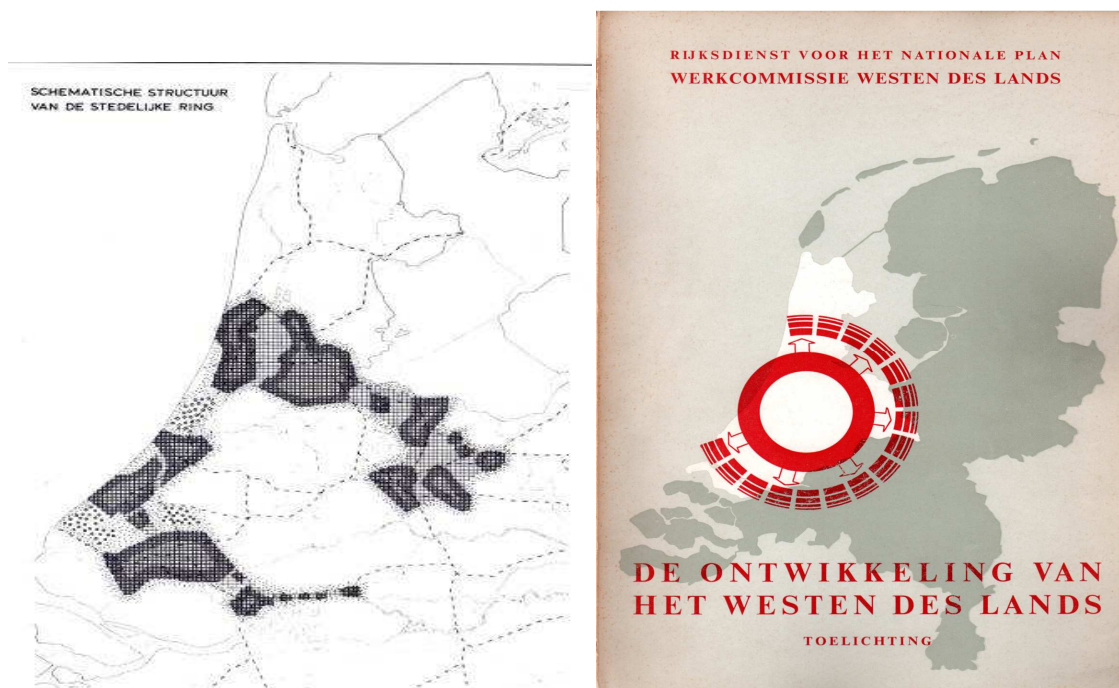 SCHEMATISCHE STRUCTUUR
VAN DE STEDELIJKE RING
RIJKSDIENST VOOR HET NATIONALE PLAN
WERKCOMMISSIE WESTEN DES LANDS
DE ONTWIKKELING VAN
HET WESTEN DES LANDS
TOELICHTING